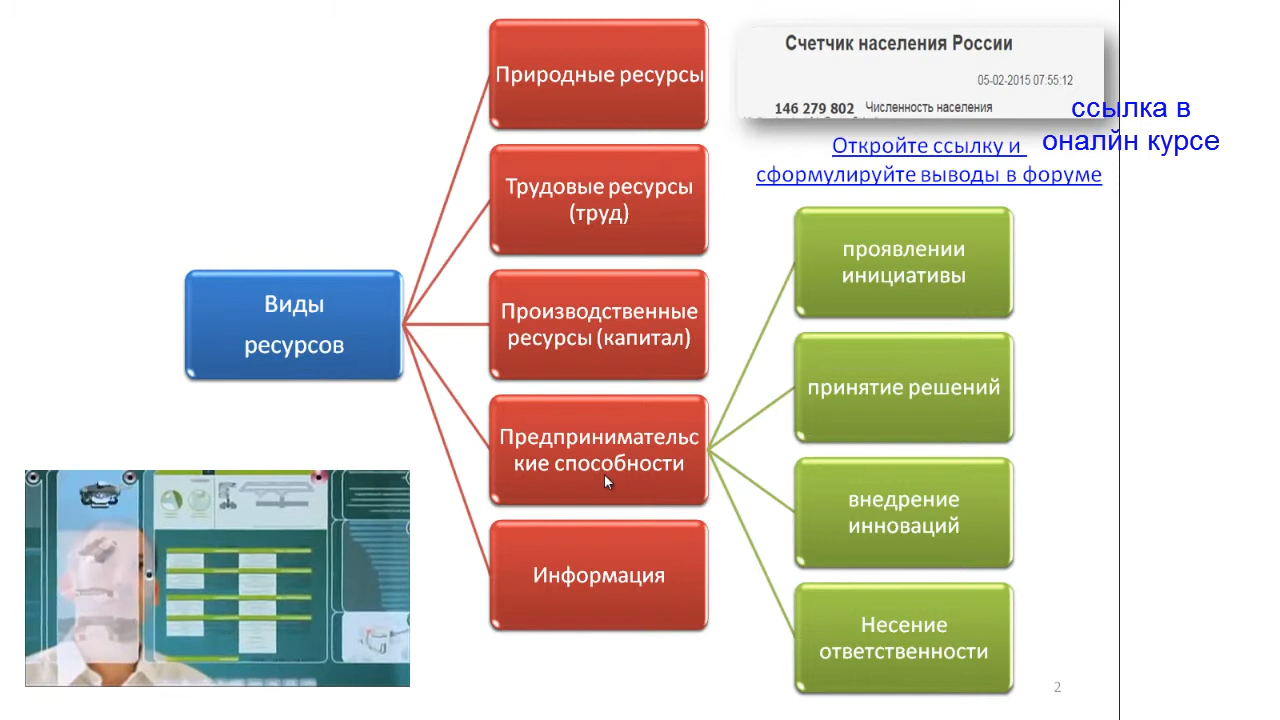 Счетчик населения России
05-02-2015 07:55:12
146 279 802 Численность населения
ссылка в
оналйн курсе
Откройте ссылку и
сформулируйте выводы в форуме
Виды
ресурсов
Природные ресурсы
Трудовые ресурсы
(труд)
Производственные
ресурсы (капитал)
Предпринимательс
кие способности
Информация
проявлении
инициативы
принятие решений
внедрение
инноваций
Несение
ответственности
2